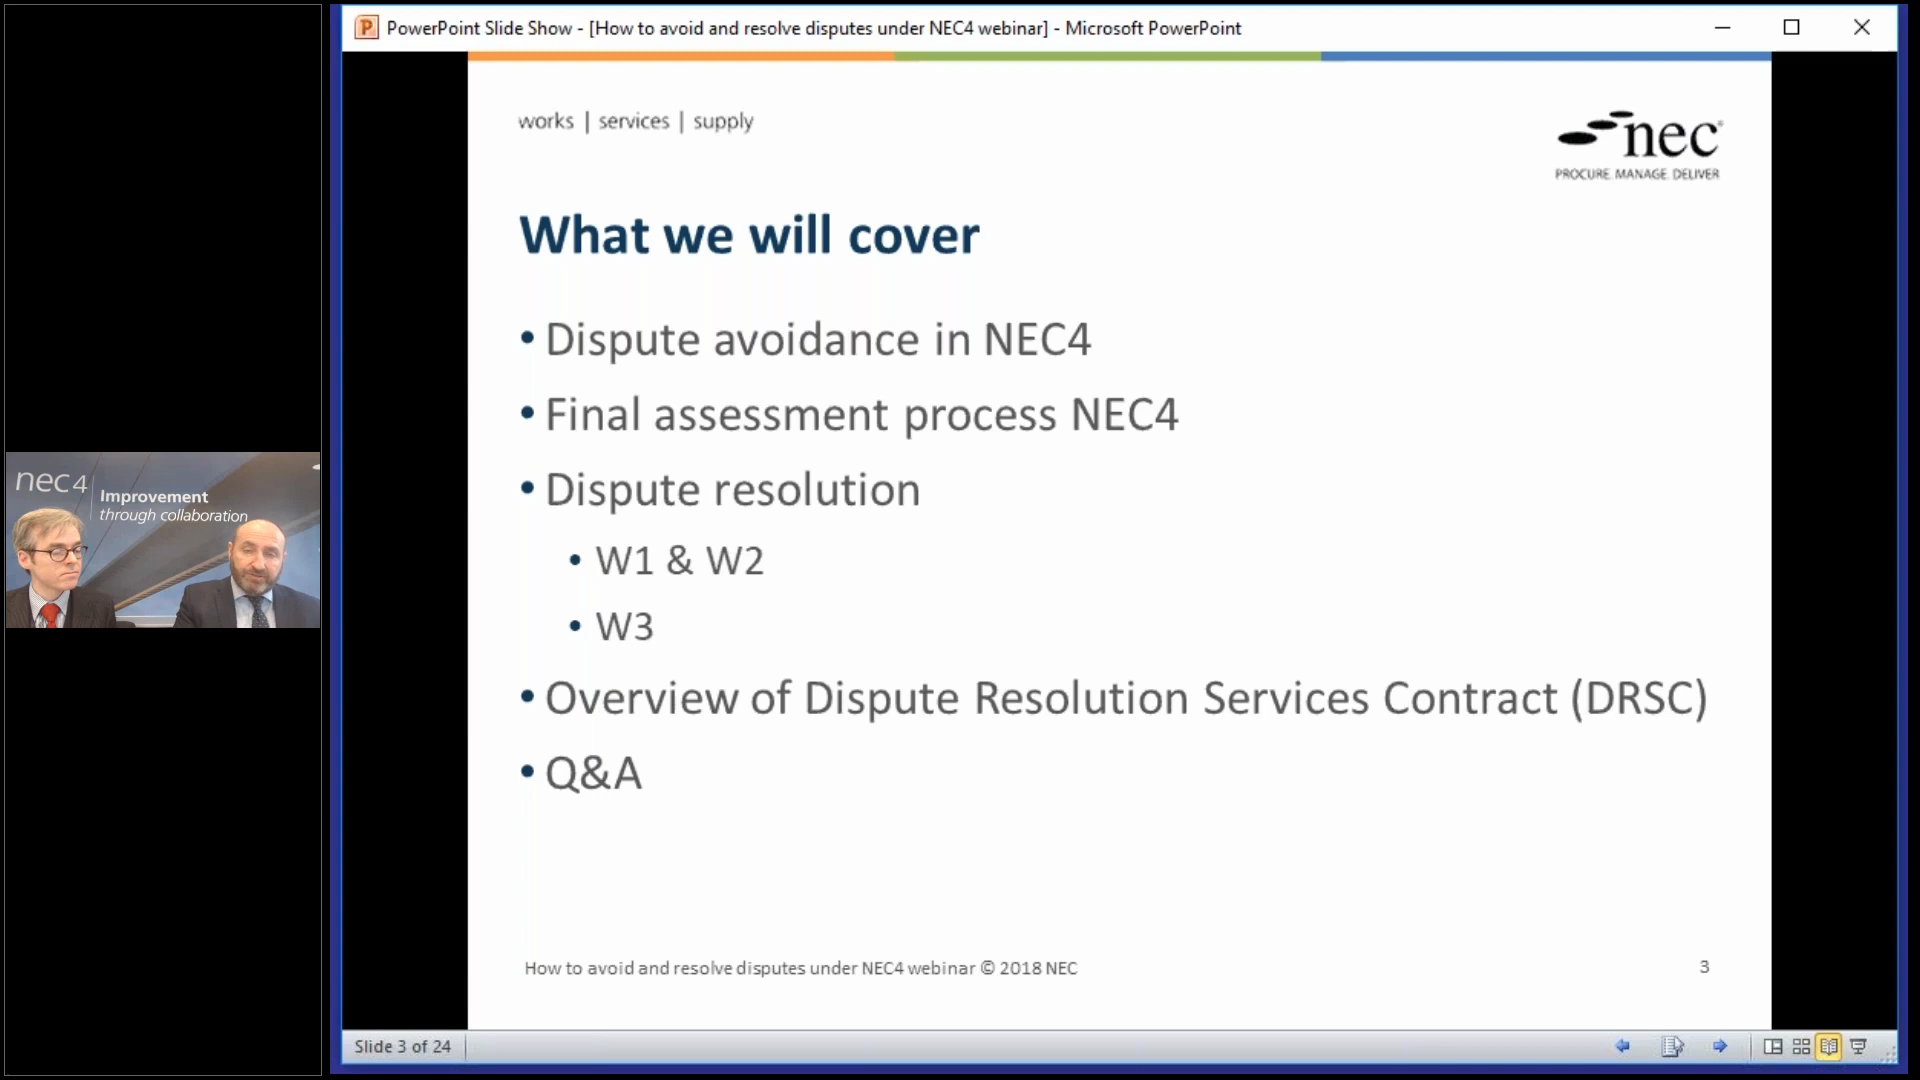 PowerPoint Slide Show - [How to avoid and resolve disputes under NEC4 webinar] - Microsoft PowerPoint
works | services | supply
nec
PROCURE. MANAGE. DELIVER
What we will cover
• Dispute avoidance in NEC4
• Final assessment process NEC4
• Dispute resolution
• W1 & W2
• W3
• Overview of Dispute Resolution Services Contract (DRSC)
• Q&A
How to avoid and resolve disputes under NEC4 webinar © 2018 NEC
3
Slide 3 of 24
nec4
Improvement
through collaboration